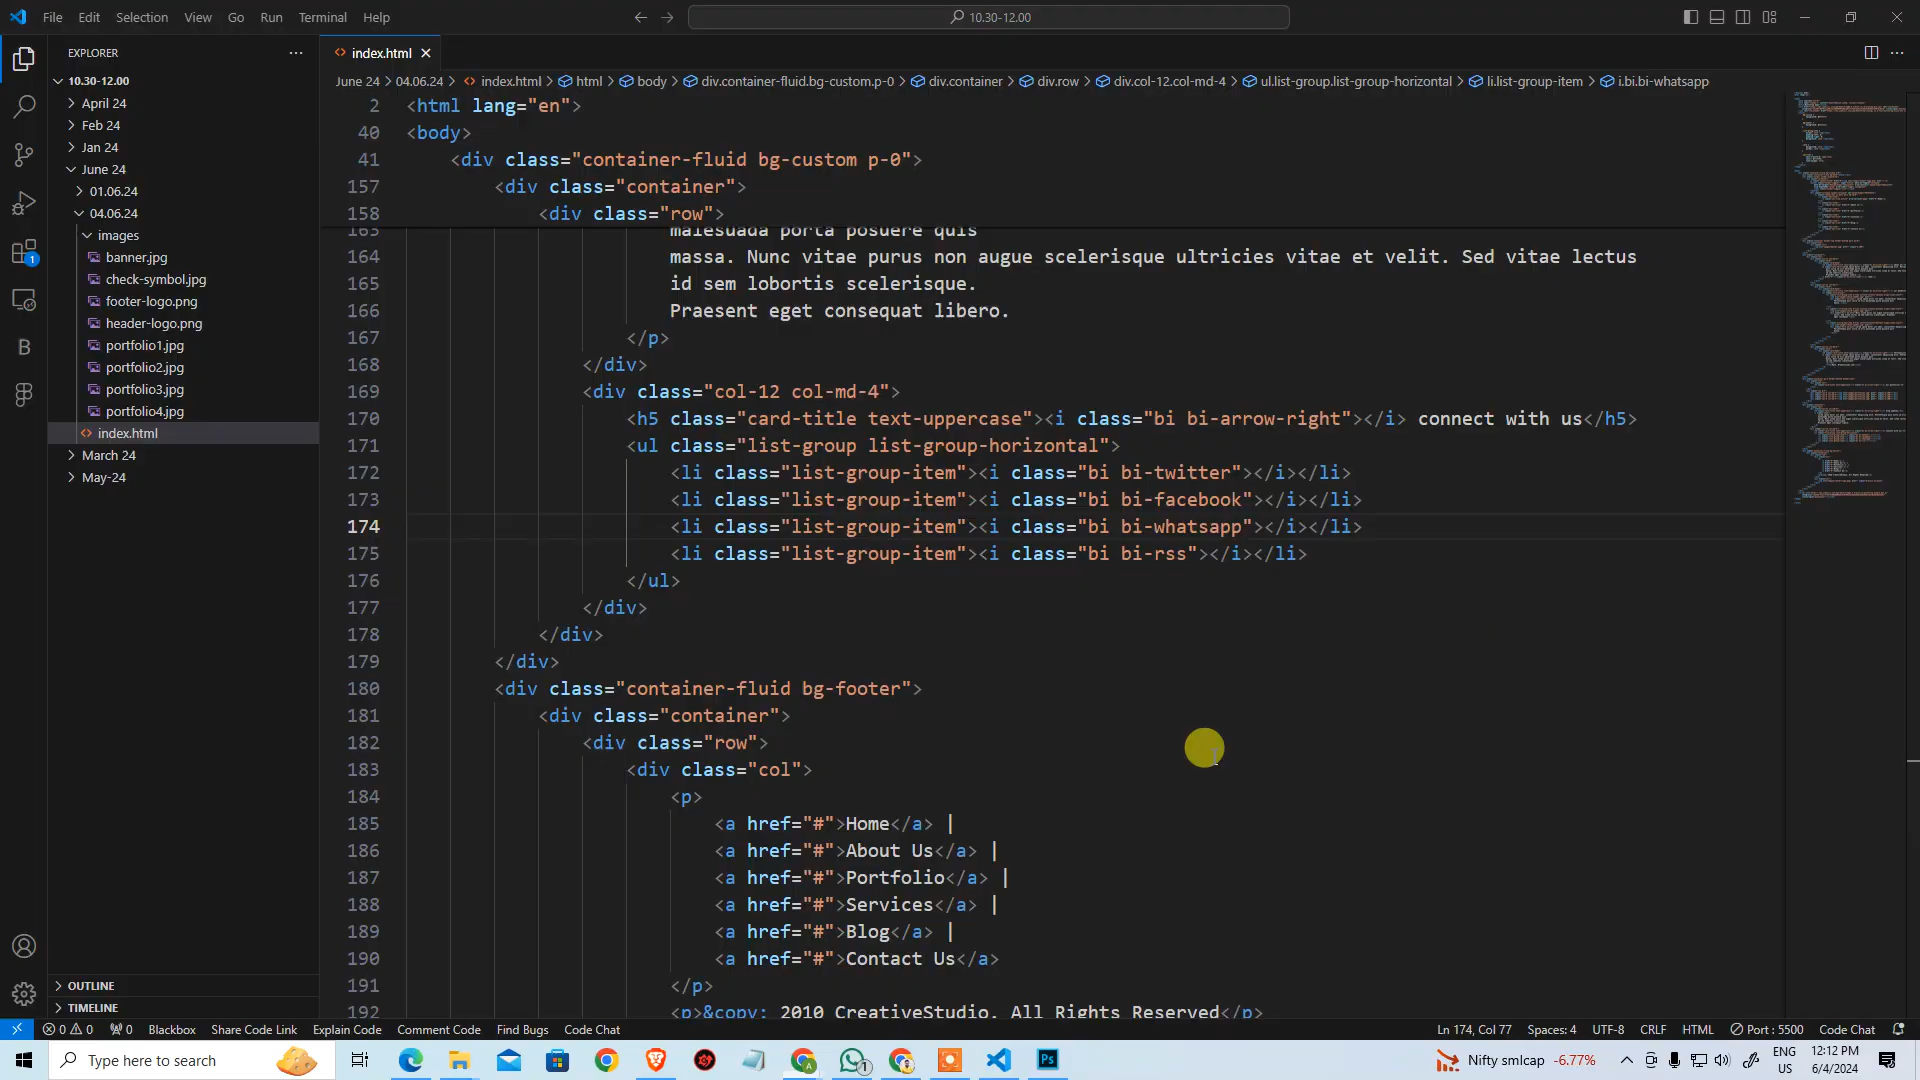 File Edit Selection View Go Run Terminal Help
10.30-12.00
EXPLORER
index.html
June 24 > 04.06.24 > index.html > html > body > div.container-fluid.bg-custom.p-0 > div.container > div.row > div.col-12.col-md-4 > ul.list-group.list-group-horizontal > li.list-group-item > i.bi.bi-whatsapp
10.30-12.00
April 24
Feb 24
Jan 24
June 24
01.06.24
04.06.24
images
banner.jpg
check-symbol.jpg
footer-logo.png
header-logo.png
portfolio1.jpg
portfolio2.jpg
portfolio3.jpg
portfolio4.jpg
index.html
March 24
May-24
OUTLINE
TIMELINE
2 <html lang="en">
40 <body>
41 <div class="container-fluid bg-custom p-0">
157 <div class="container">
158 <div class="row">
163 malesuada porta posuere quis
164 massa. Nunc vitae purus non augue scelerisque ultricies vitae et velit. Sed vitae lectus
165 id sem lobortis scelerisque.
166 Praesent eget consequat libero.
167 </p>
168 </div>
169 <div class="col-12 col-md-4">
170 <h5 class="card-title text-uppercase"><i class="bi bi-arrow-right"></i> connect with us</h5>
171 <ul class="list-group list-group-horizontal">
172 <li class="list-group-item"><i class="bi bi-twitter"></i></li>
173 <li class="list-group-item"><i class="bi bi-facebook"></i></li>
174 <li class="list-group-item"><i class="bi bi-whatsapp"></i></li>
175 <li class="list-group-item"><i class="bi bi-rss"></i></li>
176 </ul>
177 </div>
178 </div>
179 </div>
180 <div class="container-fluid bg-footer">
181 <div class="container">
182 <div class="row">
183 <div class="col">
184 <p>
185 <a href="#">Home</a> |
186 <a href="#">About Us</a> |
187 <a href="#">Portfolio</a> |
188 <a href="#">Services</a> |
189 <a href="#">Blog</a> |
190 <a href="#">Contact Us</a>
191 </p>
192 <p>&copy; 2010 CreativeStudio. All Rights Reserved</p>
0 0 0 Blackbox Share Code Link Explain Code Comment Code Find Bugs Code Chat
Ln 174, Col 77 Spaces: 4 UTF-8 CRLF HTML Port : 5500 Code Chat
Type here to search
Nifty smlcap -6.77%
ENG
US
12:12 PM
6/4/2024